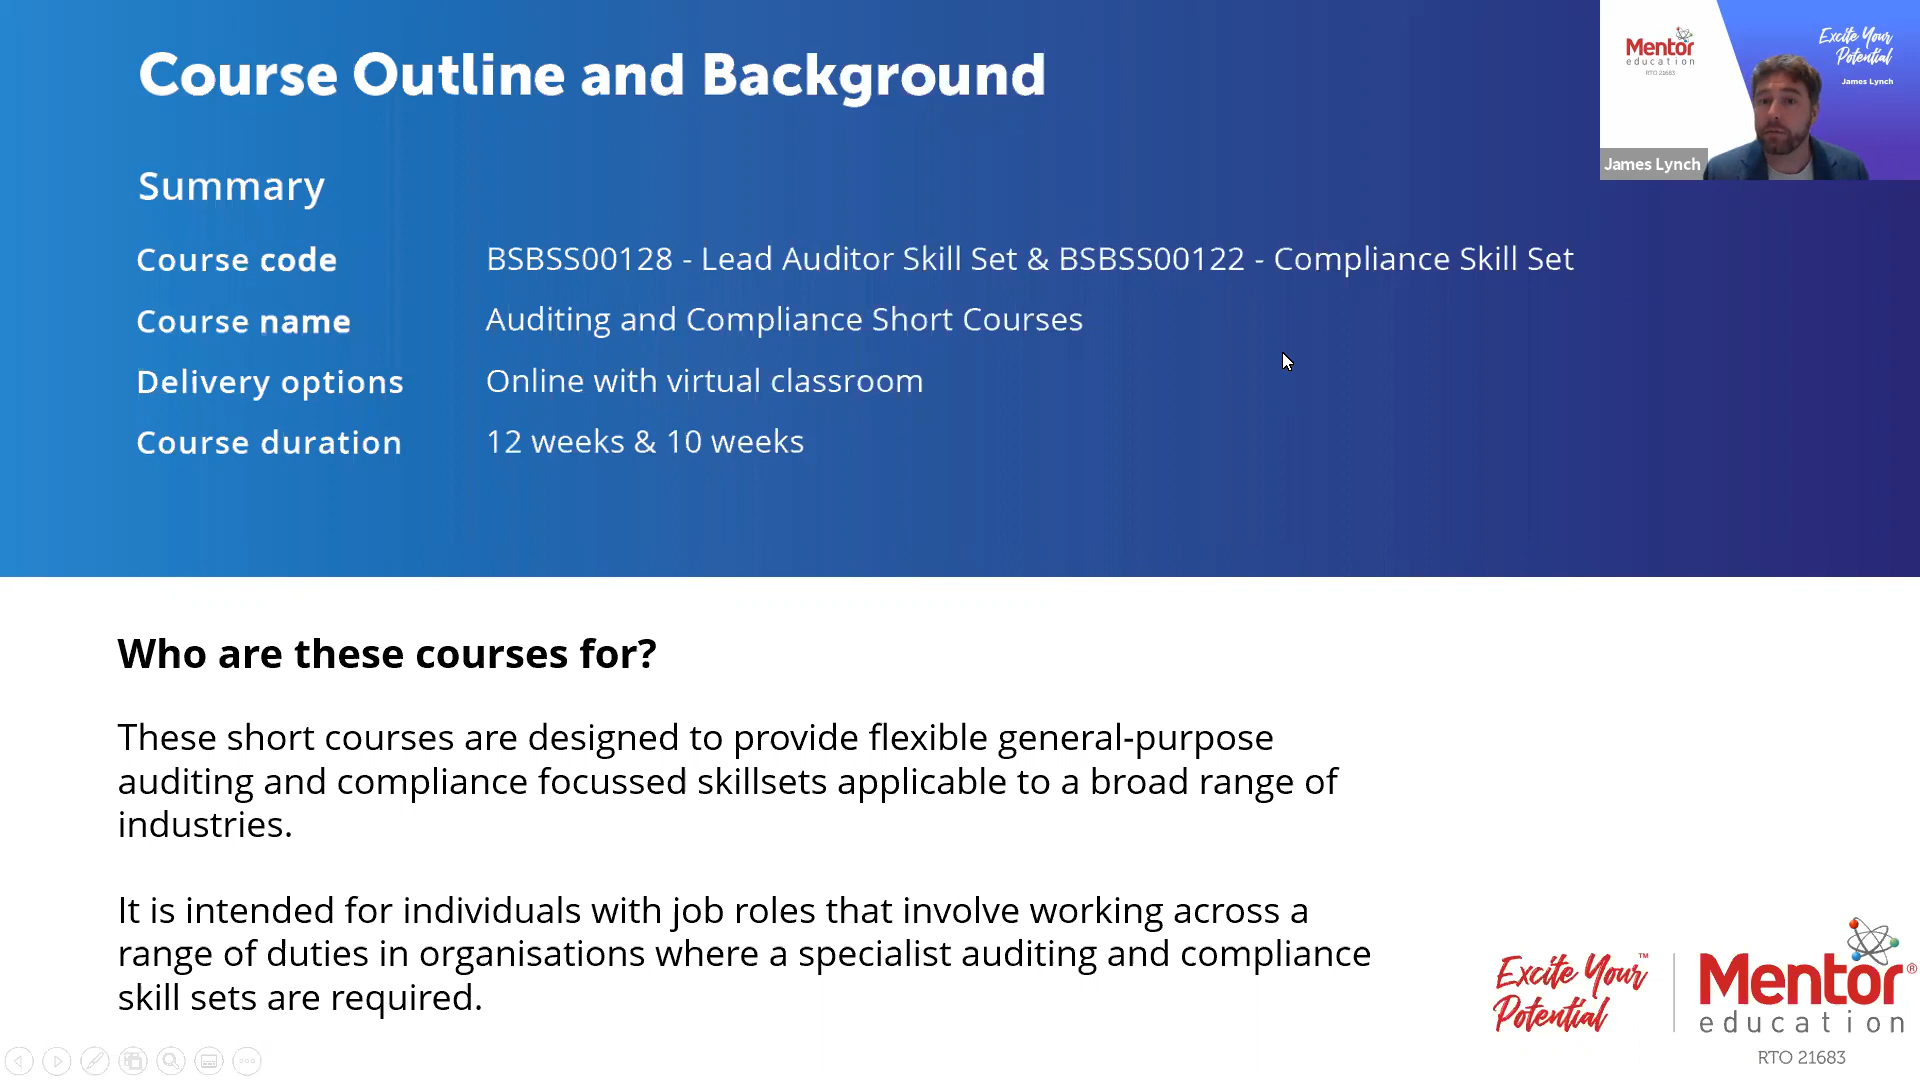 Course Outline and Background
Mentor
education
RTO 21683
Excite Your
Potential
James Lynch
James Lynch
Summary
Course code BSBSS00128 - Lead Auditor Skill Set & BSBSS00122 - Compliance Skill Set
Course name Auditing and Compliance Short Courses
Delivery options Online with virtual classroom
Course duration 12 weeks & 10 weeks
Who are these courses for?
These short courses are designed to provide flexible general-purpose
auditing and compliance focussed skillsets applicable to a broad range of
industries.
It is intended for individuals with job roles that involve working across a
range of duties in organisations where a specialist auditing and compliance
skill sets are required.
Excite Your™
Potential
Mentor®
education
RTO 21683